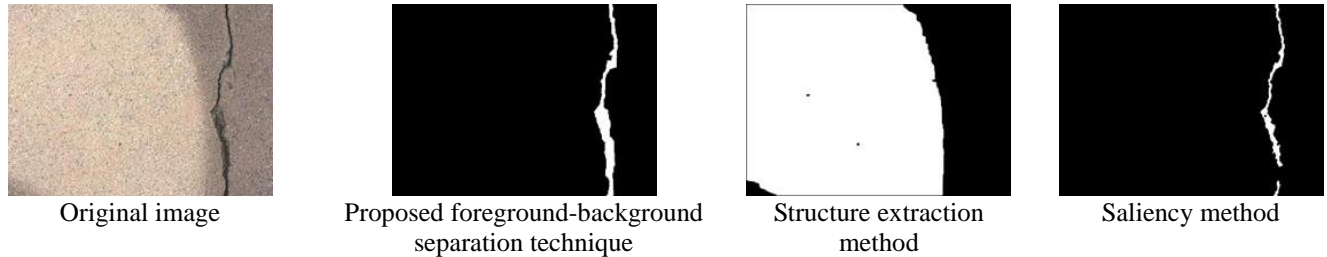 Original image
Proposed foreground-background
separation technique
Structure extraction
method
Saliency method